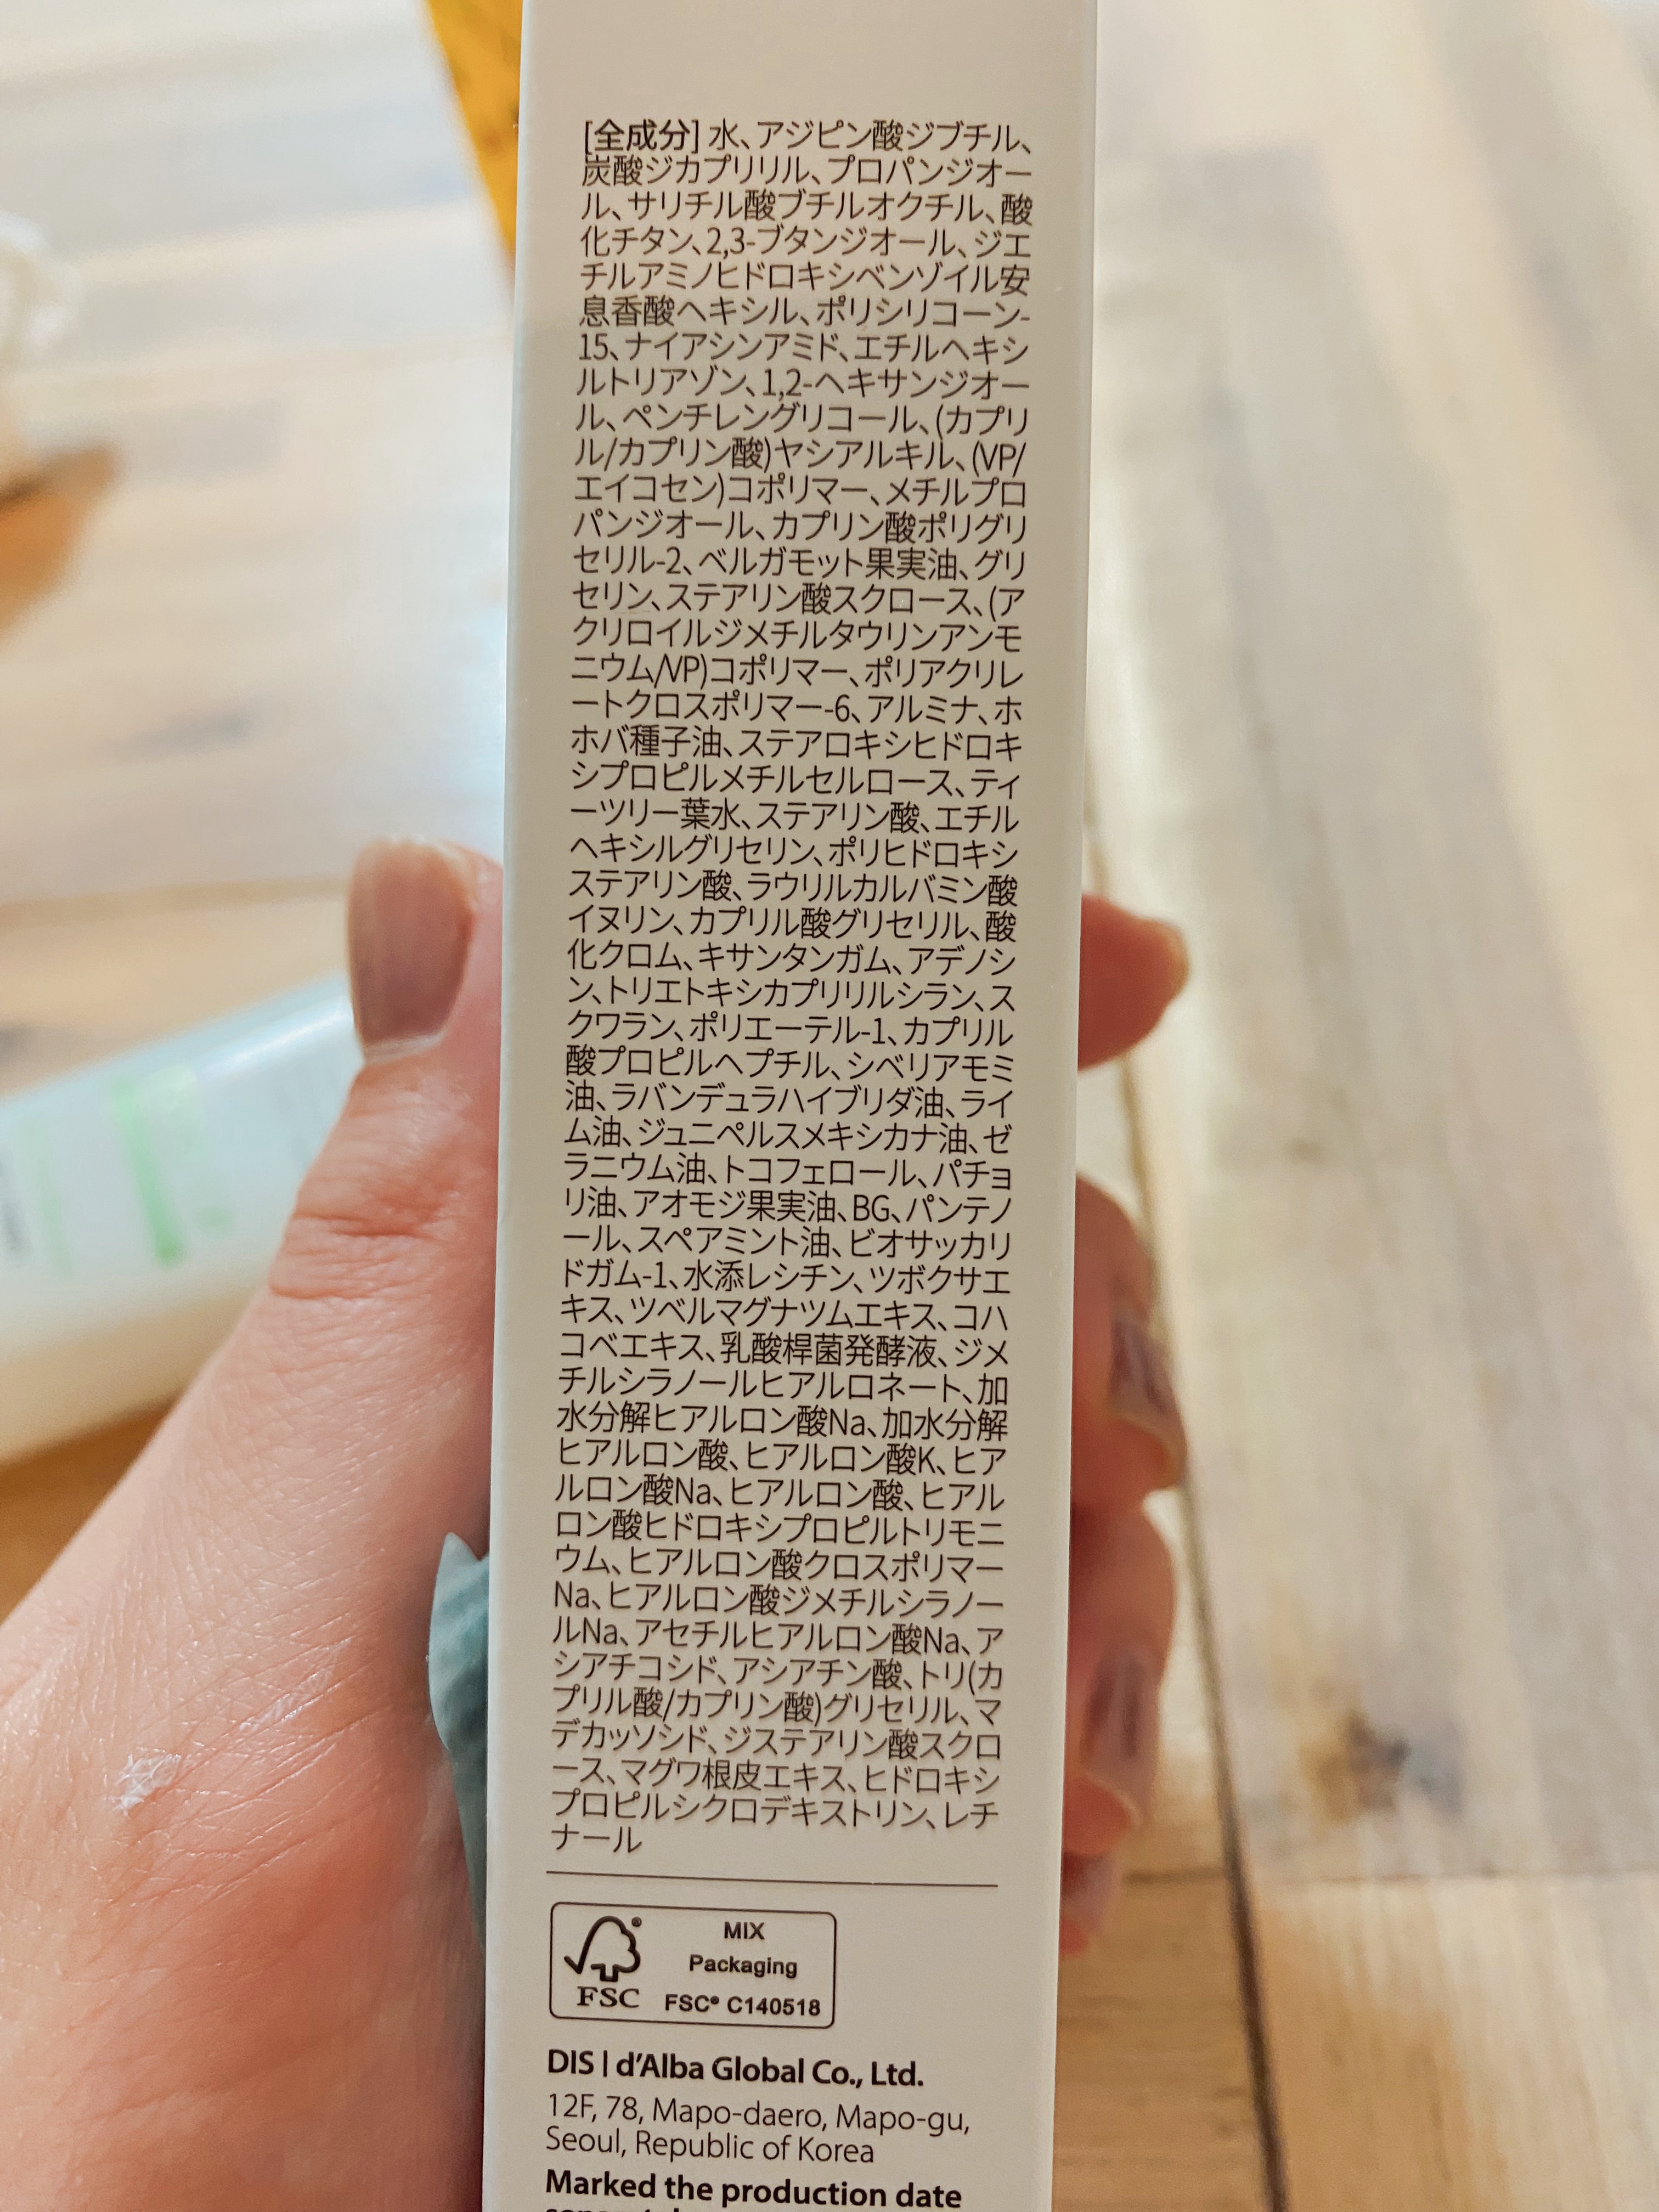 [全成分] 水、アジピン酸ジブチル、
炭酸ジカプリリル、プロパンジオー
ル、サリチル酸ブチルオクチル、酸
化チタン、2,3-ブタンジオール、ジエ
チルアミノヒドロキシベンゾイル安
息香酸ヘキシル、ポリシリコーン-
15、ナイアシンアミド、エチルヘキシ
ルトリアゾン、1,2-ヘキサンジオー
ル、ペンチレングリコール、(カプリ
ル/カプリン酸)ヤシアルキル、(VP/
エイコセン)コポリマー、メチルプロ
パンジオール、カプリン酸ポリグリ
セリル-2、ベルガモット果実油、グリ
セリン、ステアリン酸スクロース、(ア
クリロイルジメチルタウリンアンモ
ニウム/VP)コポリマー、ポリアクリレ
ートクロスポリマー-6、アルミナ、ホ
ホバ種子油、ステアロキシヒドロキ
シプロピルメチルセルロース、ティ
ーツリー葉水、ステアリン酸、エチル
ヘキシルグリセリン、ポリヒドロキシ
ステアリン酸、ラウリルカルバミン酸
イヌリン、カプリル酸グリセリル、酸
化クロム、キサンタンガム、アデノシ
ン、トリエトキシカプリリルシラン、ス
クワラン、ポリエーテル-1、カプリル
酸プロピルヘプチル、シベリアモミ
油、ラバンデュラハイブリダ油、ライ
ム油、ジュニペルスメキシカナ油、ゼ
ラニウム油、トコフェロール、パチョ
リ油、アオモジ果実油、BG、パンテノ
ール、スペアミント油、ビオサッカリ
ドガム-1、水添レシチン、ツボクサエ
キス、ツベルマグナツムエキス、コハ
コベエキス、乳酸桿菌発酵液、ジメ
チルシラノールヒアルロネート、加
水分解ヒアルロン酸Na、加水分解
ヒアルロン酸、ヒアルロン酸K、ヒア
ルロン酸Na、ヒアルロン酸、ヒアル
ロン酸ヒドロキシプロピルトリモニ
ウム、ヒアルロン酸クロスポリマー
Na、ヒアルロン酸ジメチルシラノー
ルNa、アセチルヒアルロン酸Na、ア
シアチコシド、アシアチン酸、トリ(カ
プリル酸/カプリン酸)グリセリル、マ
デカッソシド、ジステアリン酸スクロ
ース、マグワ根皮エキス、ヒドロキシ
プロピルシクロデキストリン、レチ
ナール
MIX
Packaging
FSC FSC® C140518
DIS | d'Alba Global Co., Ltd.
12F, 78, Mapo-daero, Mapo-gu,
Seoul, Republic of Korea
Marked the production date